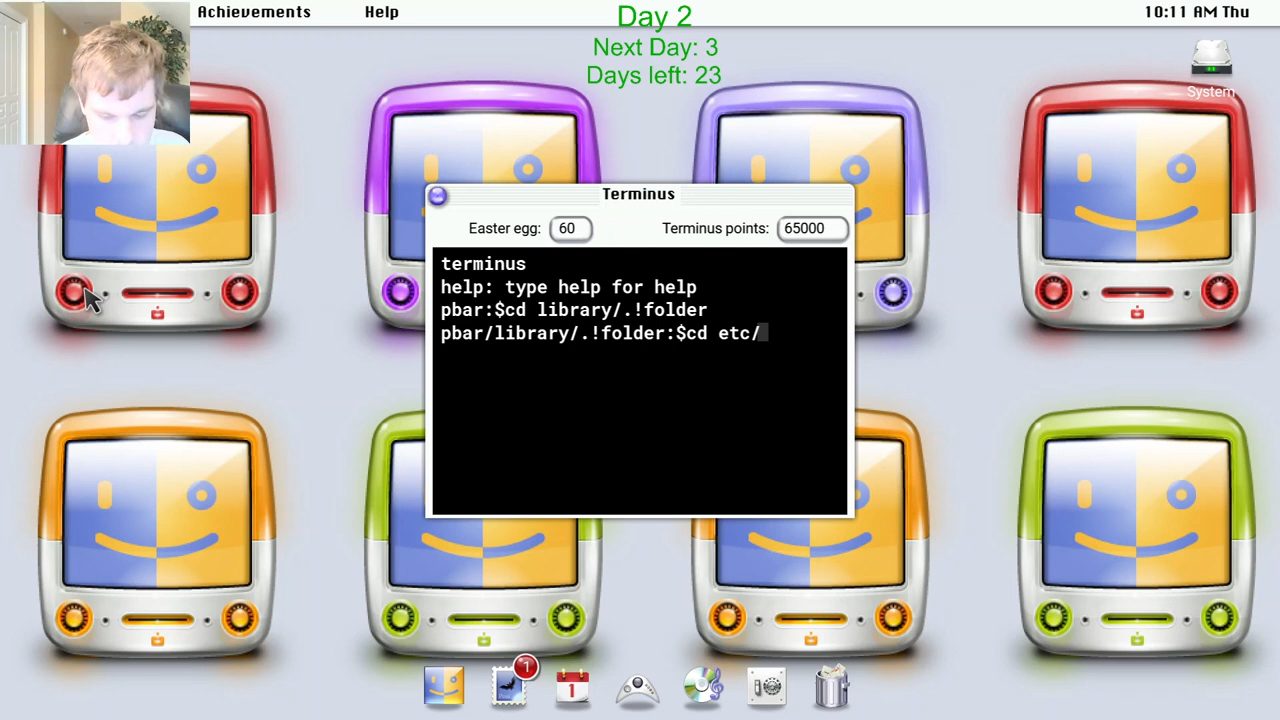 Achievements Help
Day 2
Next Day: 3
Days left: 23
10:11 AM Thu
System
Terminus
Easter egg: 60 Terminus points: 65000
terminus
help: type help for help
pbar:$cd library/.!folder
pbar/library/.!folder:$cd etc/
1
1